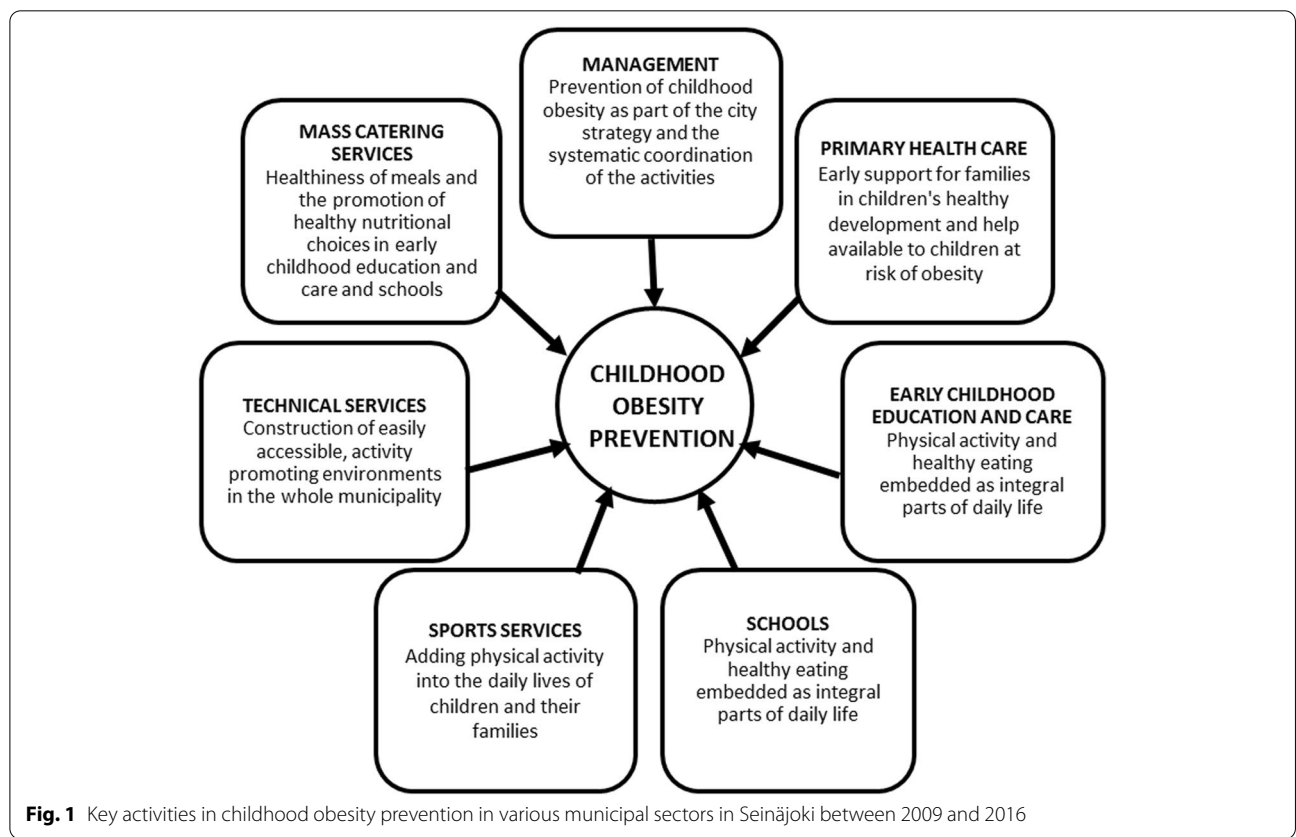 MANAGEMENT
Prevention of childhood
obesity as part of the city
strategy and the
systematic coordination
of the activities
MASS CATERING
SERVICES
Healthiness of meals and
the promotion of
healthy nutritional
choices in early
childhood education and
care and schools
PRIMARY HEALTH CARE
Early support for families
in children's healthy
development and help
available to children at
risk of obesity
CHILDHOOD
OBESITY
PREVENTION
TECHNICAL SERVICES
Construction of easily
accessible, activity
promoting environments
in the whole municipality
EARLY CHILDHOOD
EDUCATION AND CARE
Physical activity and
healthy eating
embedded as integral
parts of daily life
SPORTS SERVICES
Adding physical activity
into the daily lives of
children and their
families
SCHOOLS
Physical activity and
healthy eating
embedded as integral
parts of daily life
Fig. 1 Key activities in childhood obesity prevention in various municipal sectors in Seinäjoki between 2009 and 2016